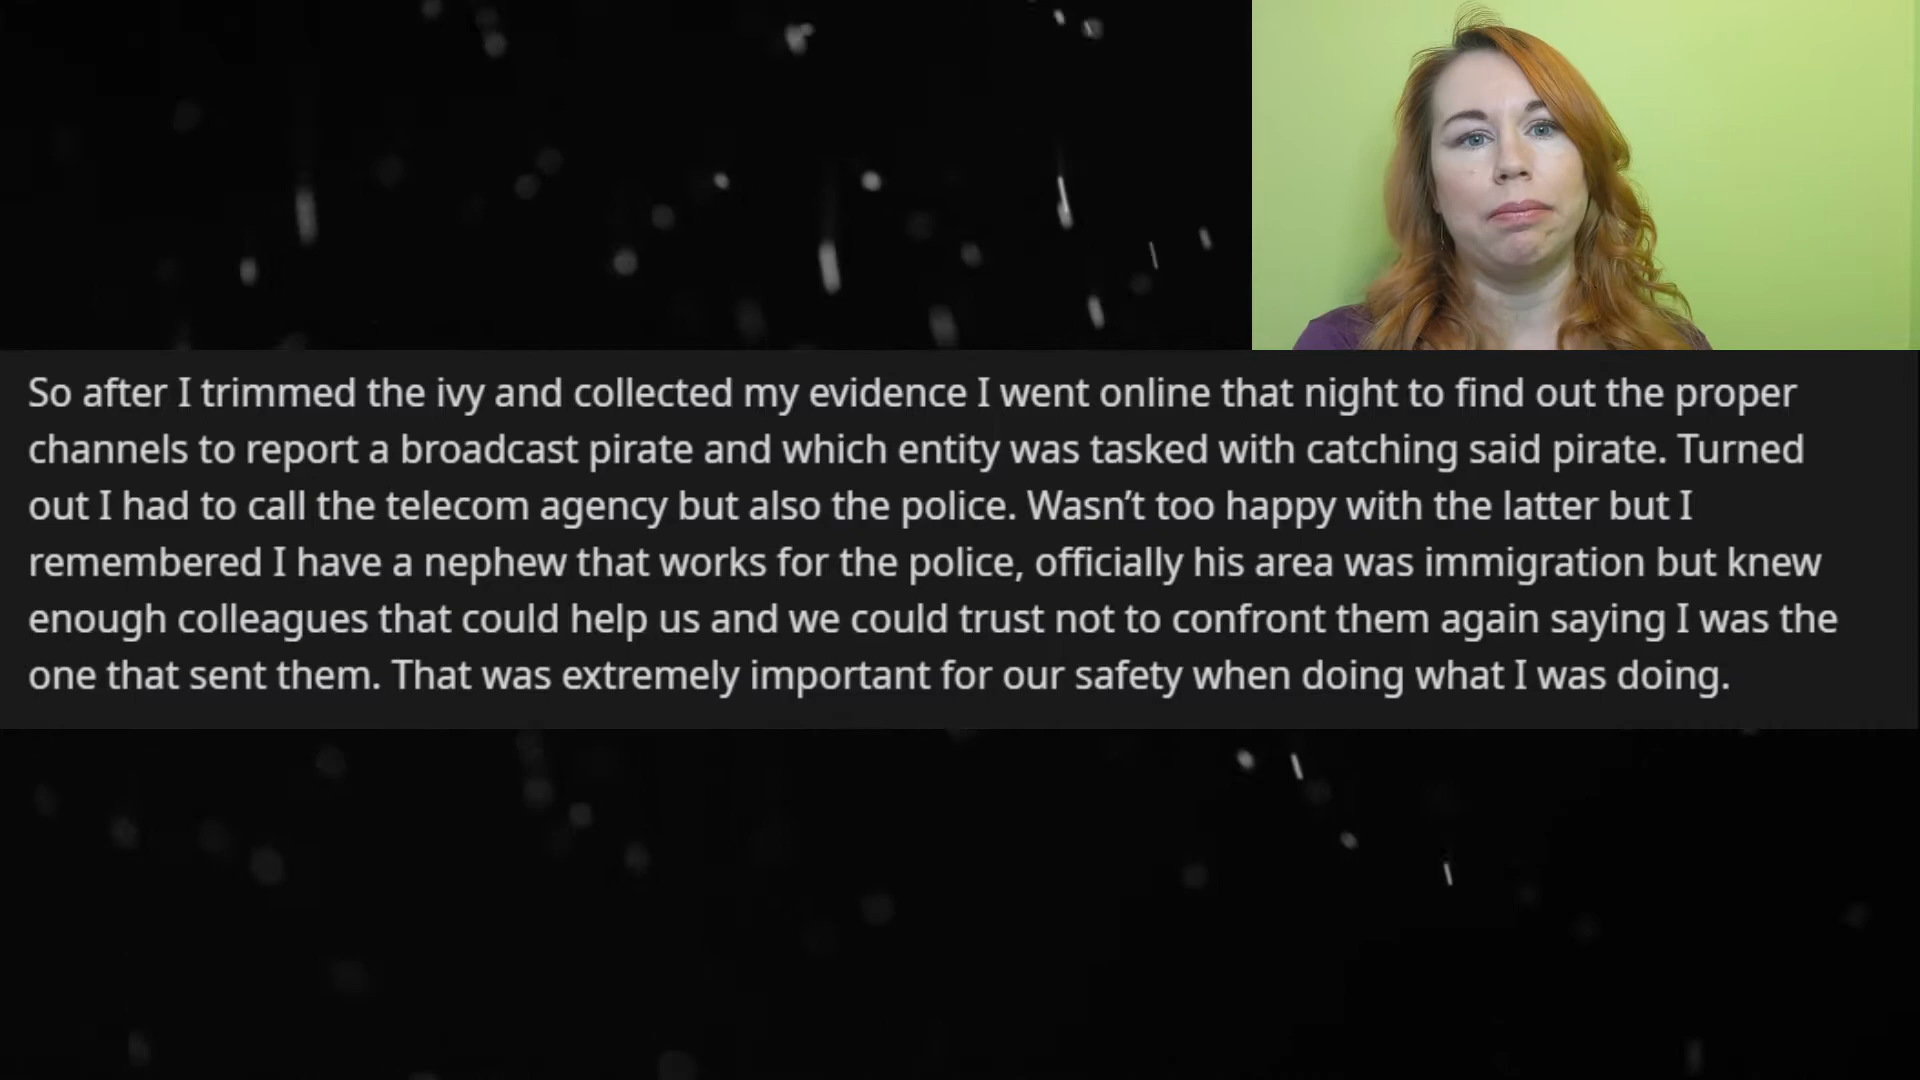 So after I trimmed the ivy and collected my evidence I went online that night to find out the proper
channels to report a broadcast pirate and which entity was tasked with catching said pirate. Turned
out I had to call the telecom agency but also the police. Wasn’t too happy with the latter but I
remembered I have a nephew that works for the police, officially his area was immigration but knew
enough colleagues that could help us and we could trust not to confront them again saying I was the
one that sent them. That was extremely important for our safety when doing what I was doing.